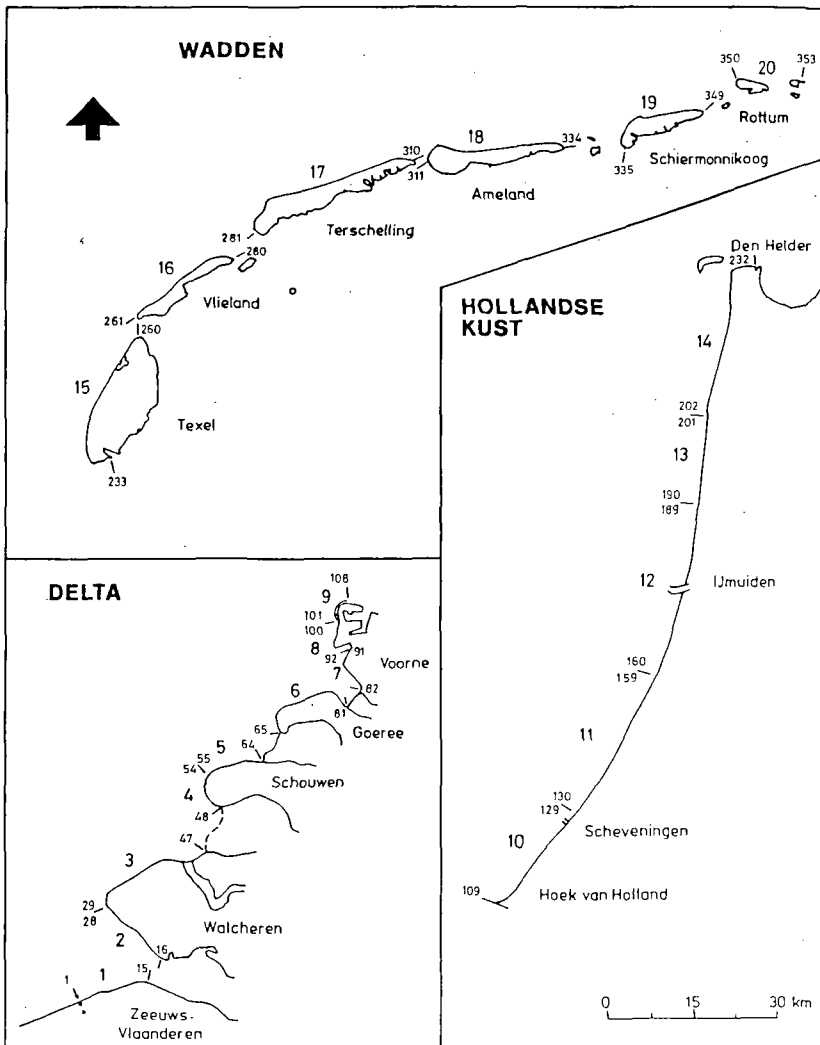 WADDEN
350
20
353
19
349
Rottum
18
334
Schiermonnikoog
335
17
310
311
Ameland
Terschelling
281
280
16
Vlieland
261
260
15
Texel
233
HOLLANDSE
KUST
Den Helder
232
14
202
201
13
190
189
12
IJmuiden
160
159
11
130
129
Scheveningen
10
109
Hoek van Holland
0 15 30 km
DELTA
108
9
101
100
8
92
91
Voorne
7
82
6
81
65
Goeree
5
64
55
54
Schouwen
4
48
47
3
29
28
Walcheren
2
16
15
1
1
Zeeuws-
Vlaanderen